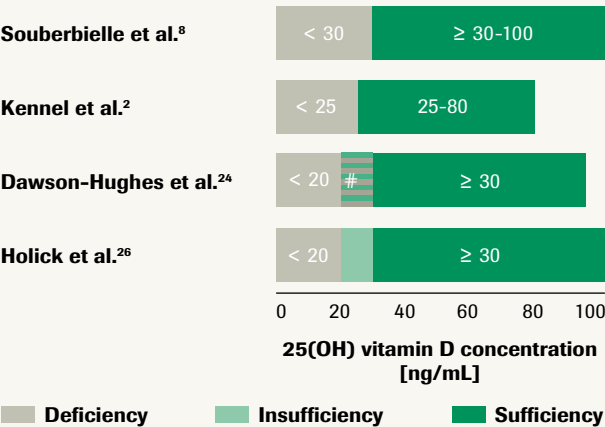 Souberbielle et al.⁸ < 30 ≥ 30-100
Kennel et al.² < 25 25-80
Dawson-Hughes et al.²⁴ < 20 # ≥ 30
Holick et al.²⁶ < 20 ≥ 30
0 20 40 60 80 100
25(OH) vitamin D concentration
[ng/mL]
Deficiency Insufficiency Sufficiency